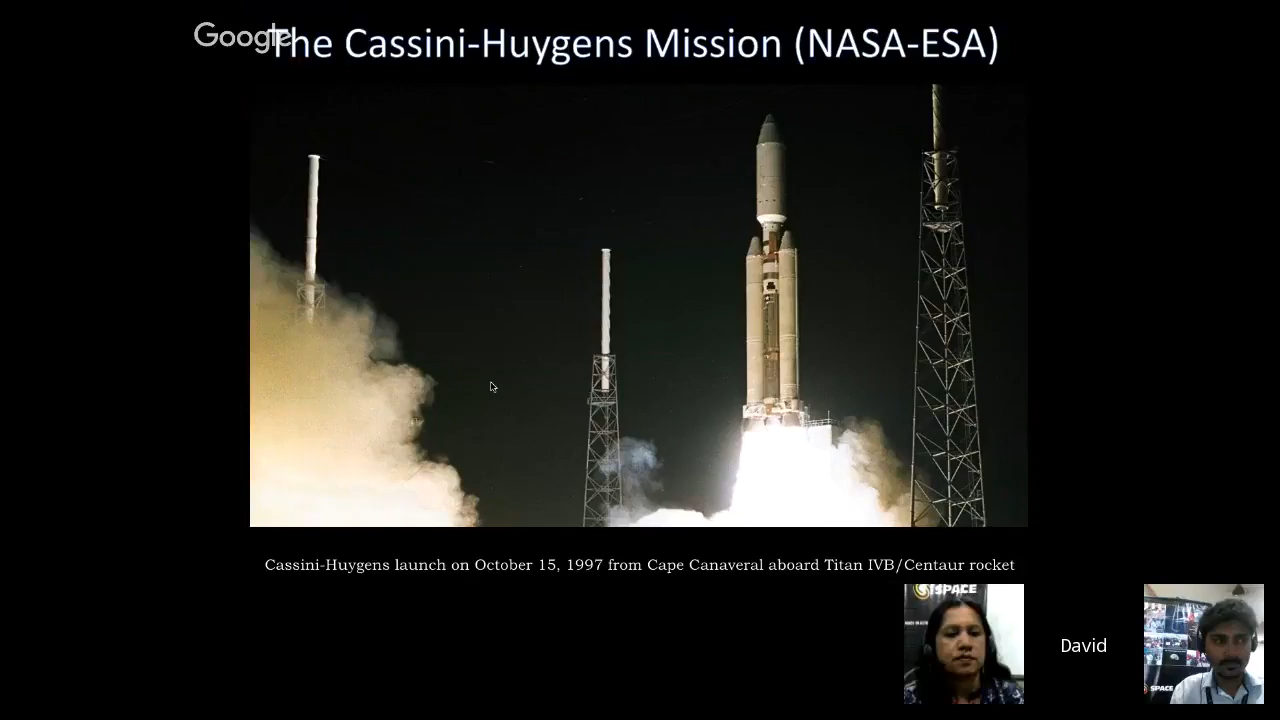 Google
The Cassini-Huygens Mission (NASA-ESA)
Cassini-Huygens launch on October 15, 1997 from Cape Canaveral aboard Titan IVB/Centaur rocket
SPACE
David
SPACE